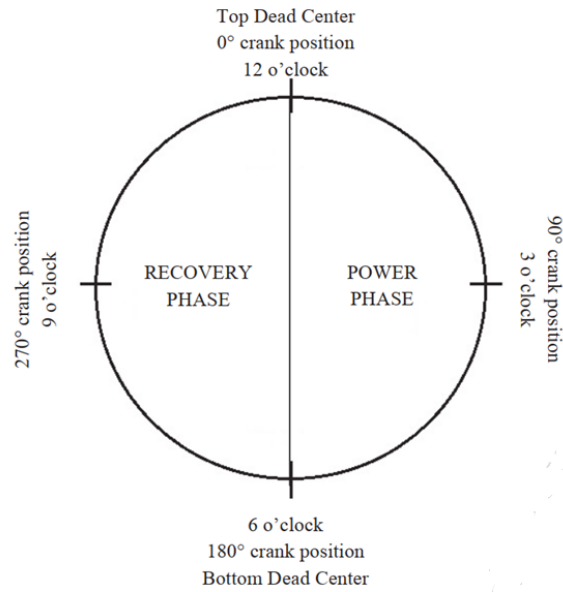 Top Dead Center
0° crank position
12 o’clock
270° crank position
9 o’clock
RECOVERY
PHASE
POWER
PHASE
90° crank position
3 o’clock
6 o’clock
180° crank position
Bottom Dead Center